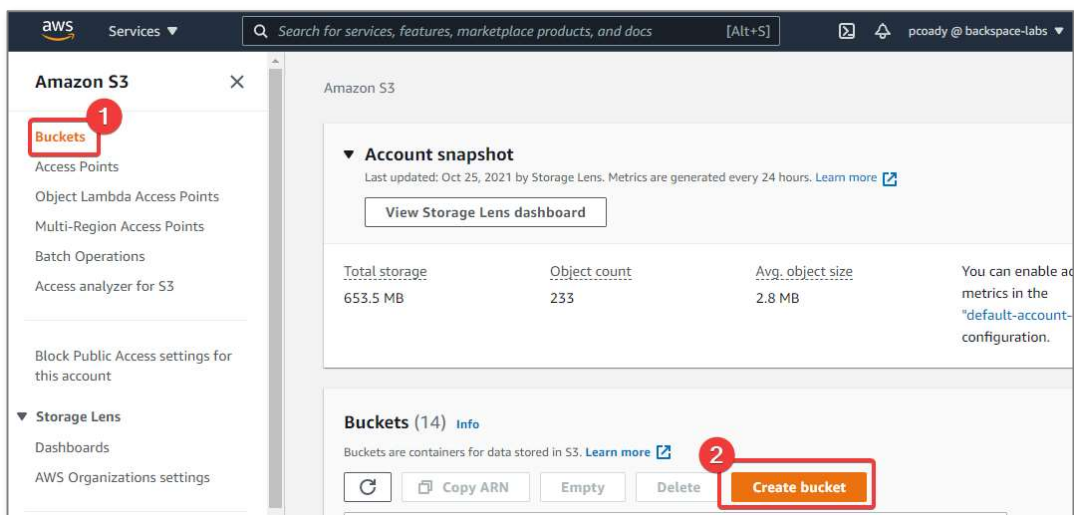 aws Services ▼ Search for services, features, marketplace products, and docs [Alt+S] pcoady @ backspace-labs ▼
Amazon S3
1
Buckets
Access Points
Object Lambda Access Points
Multi-Region Access Points
Batch Operations
Access analyzer for S3
Block Public Access settings for
this account
▼ Storage Lens
Dashboards
AWS Organizations settings
Amazon S3
▼ Account snapshot
Last updated: Oct 25, 2021 by Storage Lens. Metrics are generated every 24 hours. Learn more
View Storage Lens dashboard
Total storage
653.5 MB
Object count
233
Avg. object size
2.8 MB
You can enable
metrics in the
"default-account-
configuration.
Buckets (14) Info
Buckets are containers for data stored in S3. Learn more
2
Copy ARN Empty Delete Create bucket